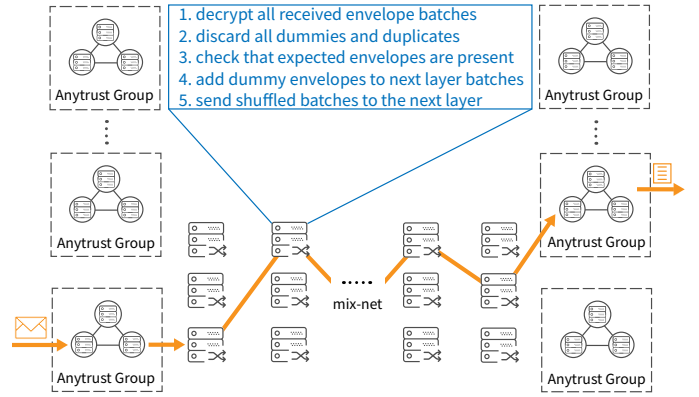 1. decrypt all received envelope batches
2. discard all dummies and duplicates
3. check that expected envelopes are present
4. add dummy envelopes to next layer batches
5. send shuffled batches to the next layer
Anytrust Group
Anytrust Group
Anytrust Group
Anytrust Group
mix-net
Anytrust Group
Anytrust Group